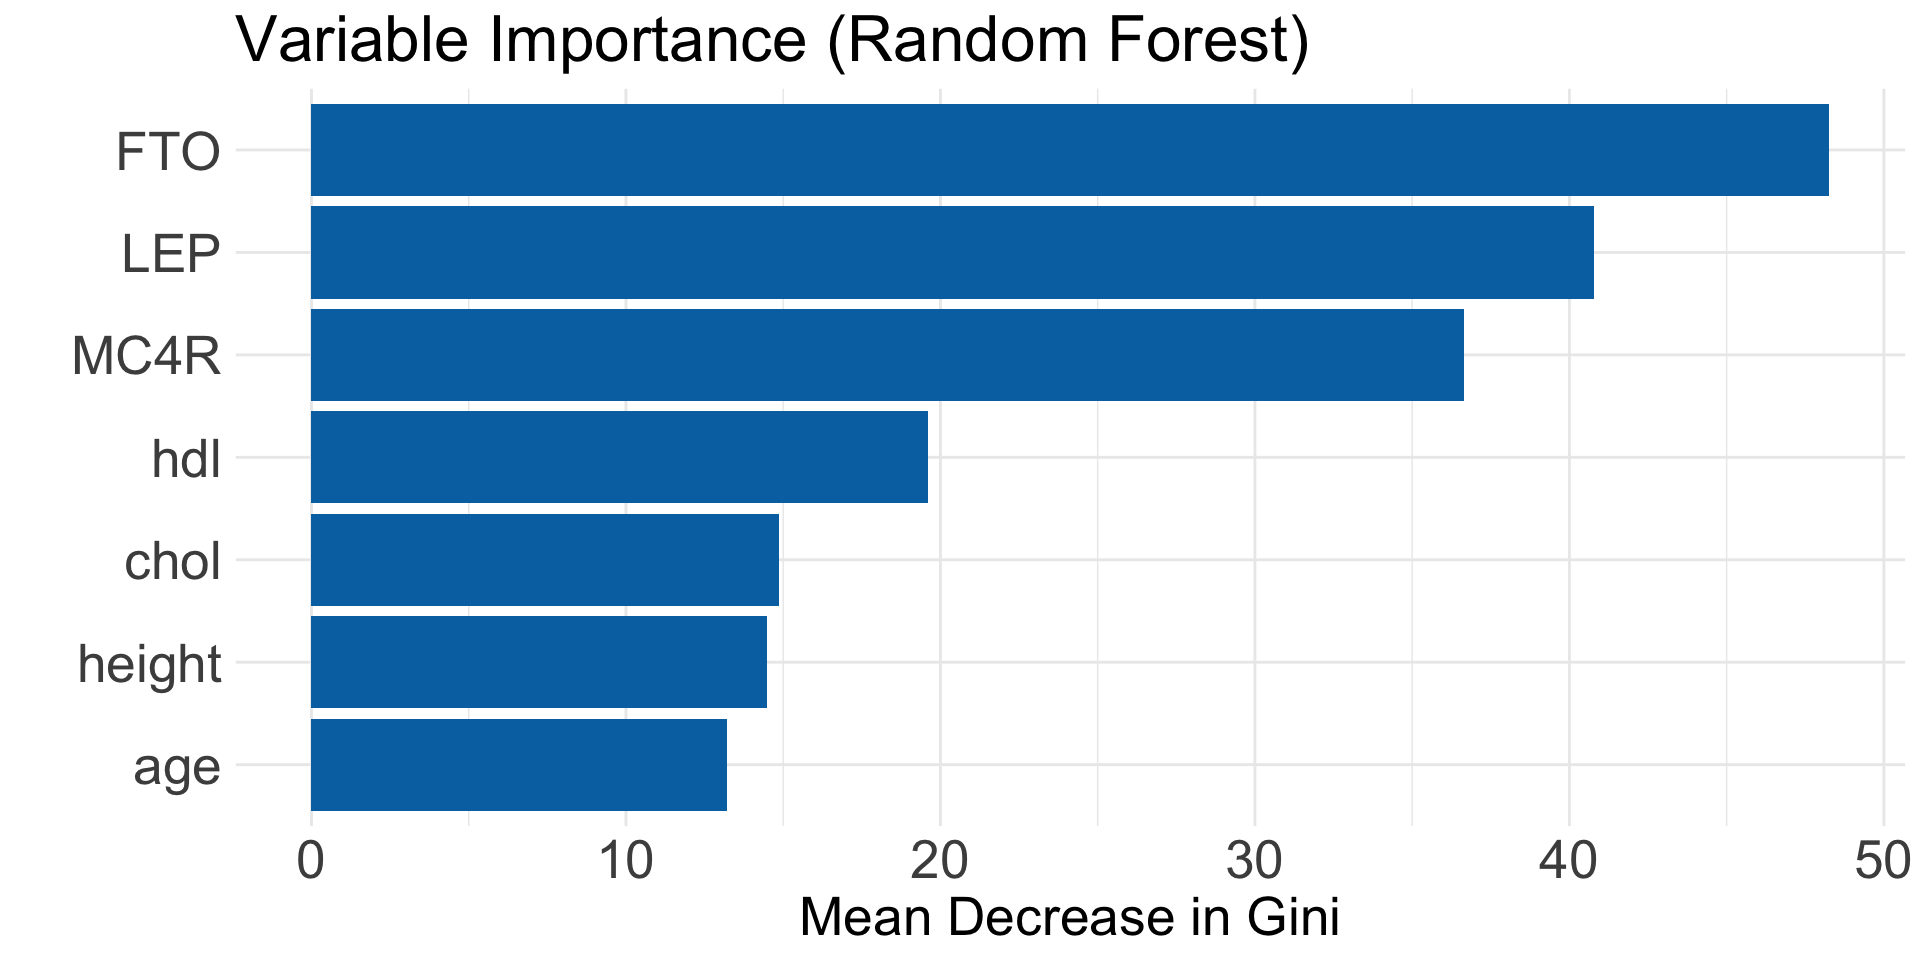 Variable Importance (Random Forest)
FTO
LEP
MC4R
hdl
chol
height
age
0 10 20 30 40 50
Mean Decrease in Gini